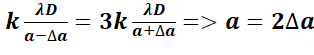 k λD/(a−Δa) = 3k λD/(a+Δa) => a = 2Δa